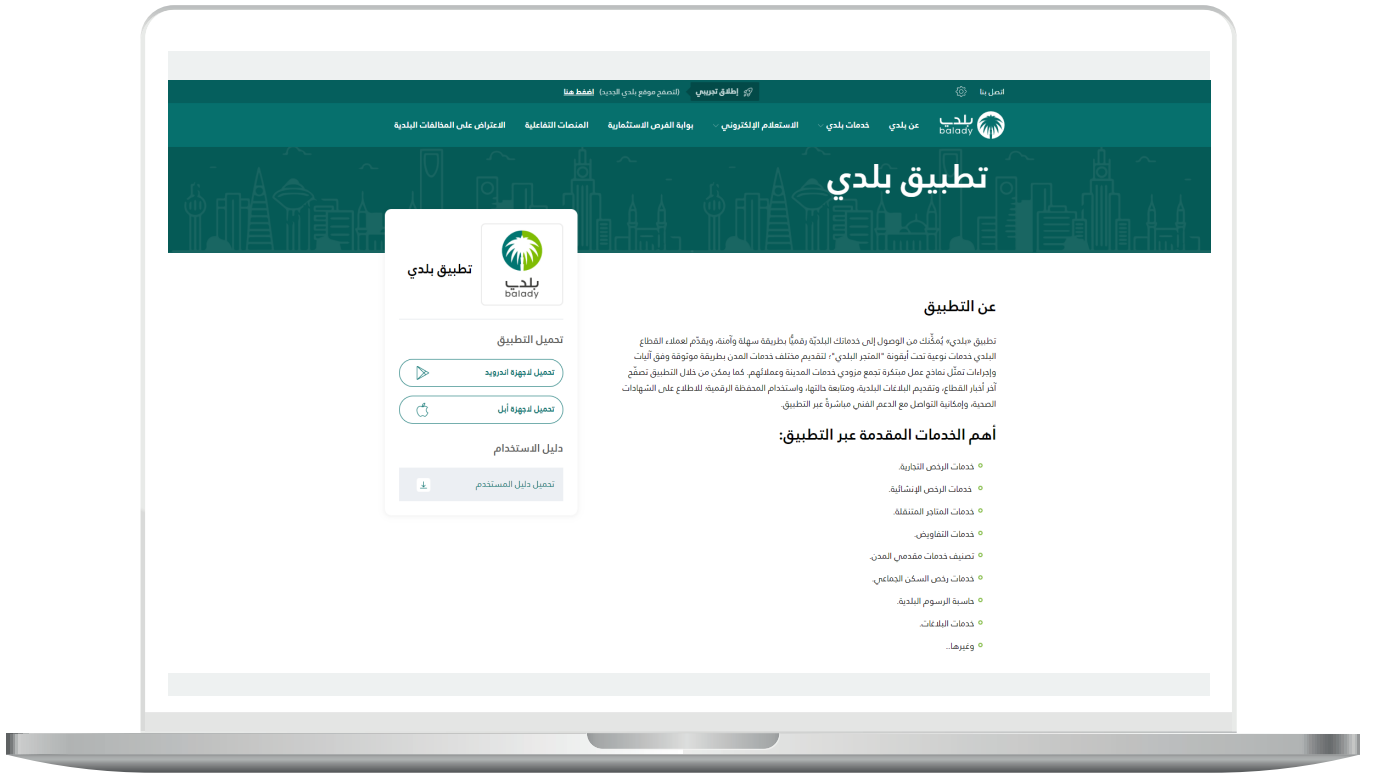 اتصل بنا
إطلاق تجريبي (لتصفح موقع بلدي الجديد) اضغط هنا
بلدي
balady
عن بلدي خدمات بلدي الاستعلام الإلكتروني بوابة الفرص الاستثمارية المنصات التفاعلية الاعتراض على المخالفات البلدية
تطبيق بلدي
بلدي
balady
تطبيق بلدي
تحميل التطبيق
تحميل لاجهزة اندرويد
تحميل لاجهزة أبل
دليل الاستخدام
تحميل دليل المستخدم
عن التطبيق
تطبيق «بلدي» يُمكِّنك من الوصول إلى خدماتك البلديّة رقميًّا بطريقة سهلة وآمنة، ويقدّم لعملاء القطاع
البلدي خدمات نوعية تحت أيقونة "المتجر البلدي"؛ لتقديم مختلف خدمات المدن بطريقة موثوقة وفق آليات
وإجراءات تمثّل نماذج عمل مبتكرة تجمع مزودي خدمات المدينة وعملائهم. كما يمكن من خلال التطبيق تصفّح
آخر أخبار القطاع، وتقديم البلاغات البلدية، ومتابعة حالتها، واستخدام المحفظة الرقمية؛ للاطلاع على الشهادات
الصحية، وإمكانية التواصل مع الدعم الفني مباشرةً عبر التطبيق.
أهم الخدمات المقدمة عبر التطبيق:
خدمات الرخص التجارية.
خدمات الرخص الإنشائية.
خدمات المتاجر المتنقلة.
خدمات التفاويض.
تصنيف خدمات مقدمي المدن.
خدمات رخص السكن الجماعي.
حاسبة الرسوم البلدية.
خدمات البلاغات.
وغيرها..